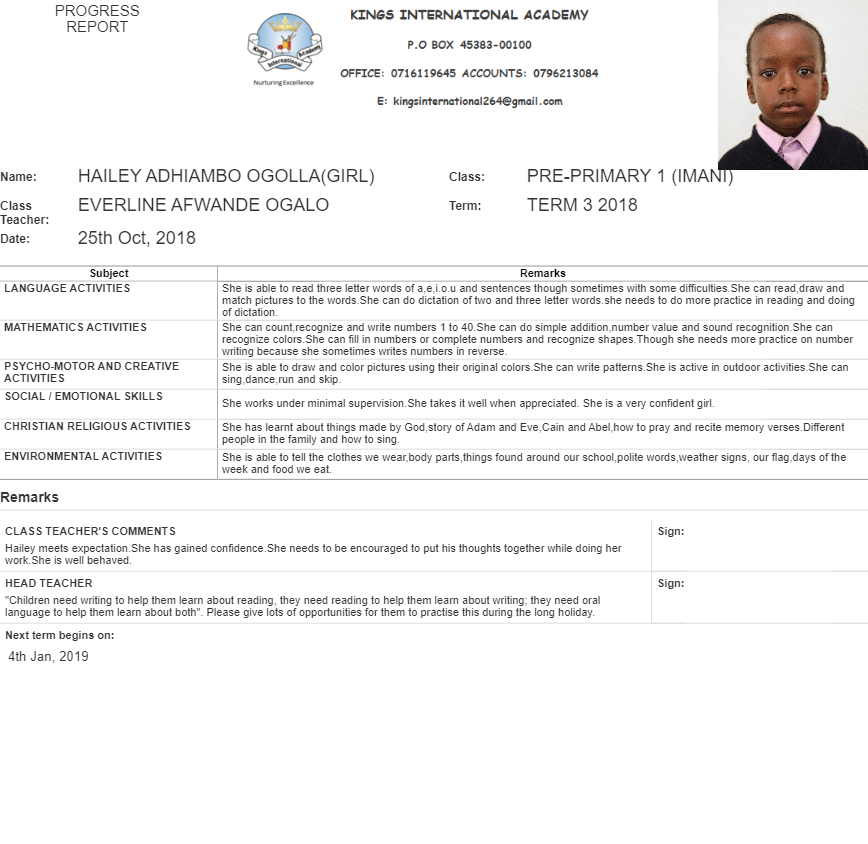 PROGRESS
REPORT
Kings International Academy
Nurturing Excellence
KINGS INTERNATIONAL ACADEMY
P.O BOX 45383-00100
OFFICE: 0716119645 ACCOUNTS: 0796213084
E: kingsinternational264@gmail.com
Name: HAILEY ADHIAMBO OGOLLA(GIRL) Class: PRE-PRIMARY 1 (IMANI)
Class Teacher: EVERLINE AFWANDE OGALO Term: TERM 3 2018
Date: 25th Oct, 2018
Subject Remarks
LANGUAGE ACTIVITIES She is able to read three letter words of a,e,i.o.u and sentences though sometimes with some difficulties.She can read,draw and
match pictures to the words.She can do dictation of two and three letter words.she needs to do more practice in reading and doing
of dictation.
MATHEMATICS ACTIVITIES She can count,recognize and write numbers 1 to 40.She can do simple addition,number value and sound recognition.She can
recognize colors.She can fill in numbers or complete numbers and recognize shapes.Though she needs more practice on number
writing because she sometimes writes numbers in reverse.
PSYCHO-MOTOR AND CREATIVE
ACTIVITIES
She is able to draw and color pictures using their original colors.She can write patterns.She is active in outdoor activities.She can
sing,dance,run and skip.
SOCIAL / EMOTIONAL SKILLS
She works under minimal supervision.She takes it well when appreciated. She is a very confident girl.
CHRISTIAN RELIGIOUS ACTIVITIES She has learnt about things made by God,story of Adam and Eve,Cain and Abel,how to pray and recite memory verses.Different
people in the family and how to sing.
ENVIRONMENTAL ACTIVITIES She is able to tell the clothes we wear,body parts,things found around our school,polite words,weather signs, our flag,days of the
week and food we eat.
Remarks
CLASS TEACHER'S COMMENTS Sign:
Hailey meets expectation.She has gained confidence.She needs to be encouraged to put his thoughts together while doing her
work.She is well behaved.
HEAD TEACHER Sign:
"Children need writing to help them learn about reading, they need reading to help them learn about writing; they need oral
language to help them learn about both". Please give lots of opportunities for them to practise this during the long holiday.
Next term begins on:
4th Jan, 2019